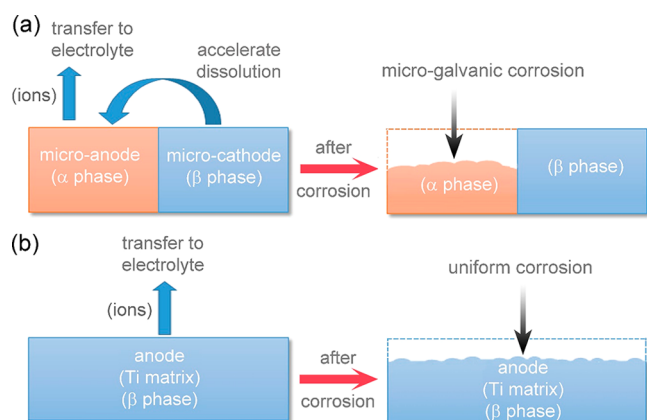 (a)
transfer to
electrolyte
(ions)
accelerate
dissolution
micro-anode
(α phase)
micro-cathode
(β phase)
after
corrosion
micro-galvanic corrosion
(α phase)
(β phase)
(b)
transfer to
electrolyte
(ions)
anode
(Ti matrix)
(β phase)
after
corrosion
uniform corrosion
anode
(Ti matrix)
(β phase)